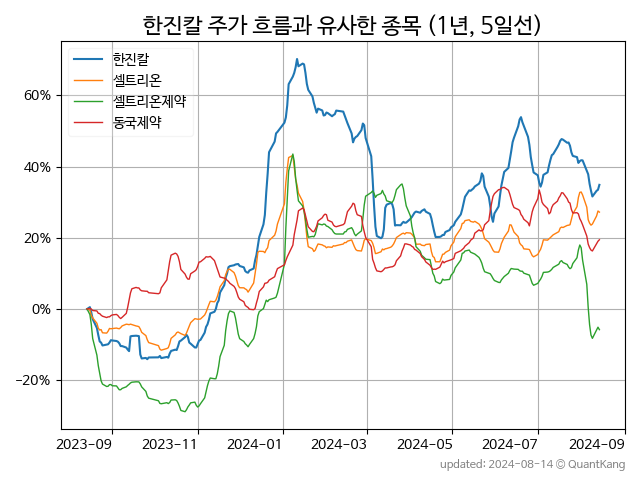 한진칼 주가 흐름과 유사한 종목 (1년, 5일선)
한진칼
셀트리온
셀트리온제약
동국제약
60%
40%
20%
0%
−20%
2023-09 2023-11 2024-01 2024-03 2024-05 2024-07 2024-09
updated: 2024-08-14 © QuantKang